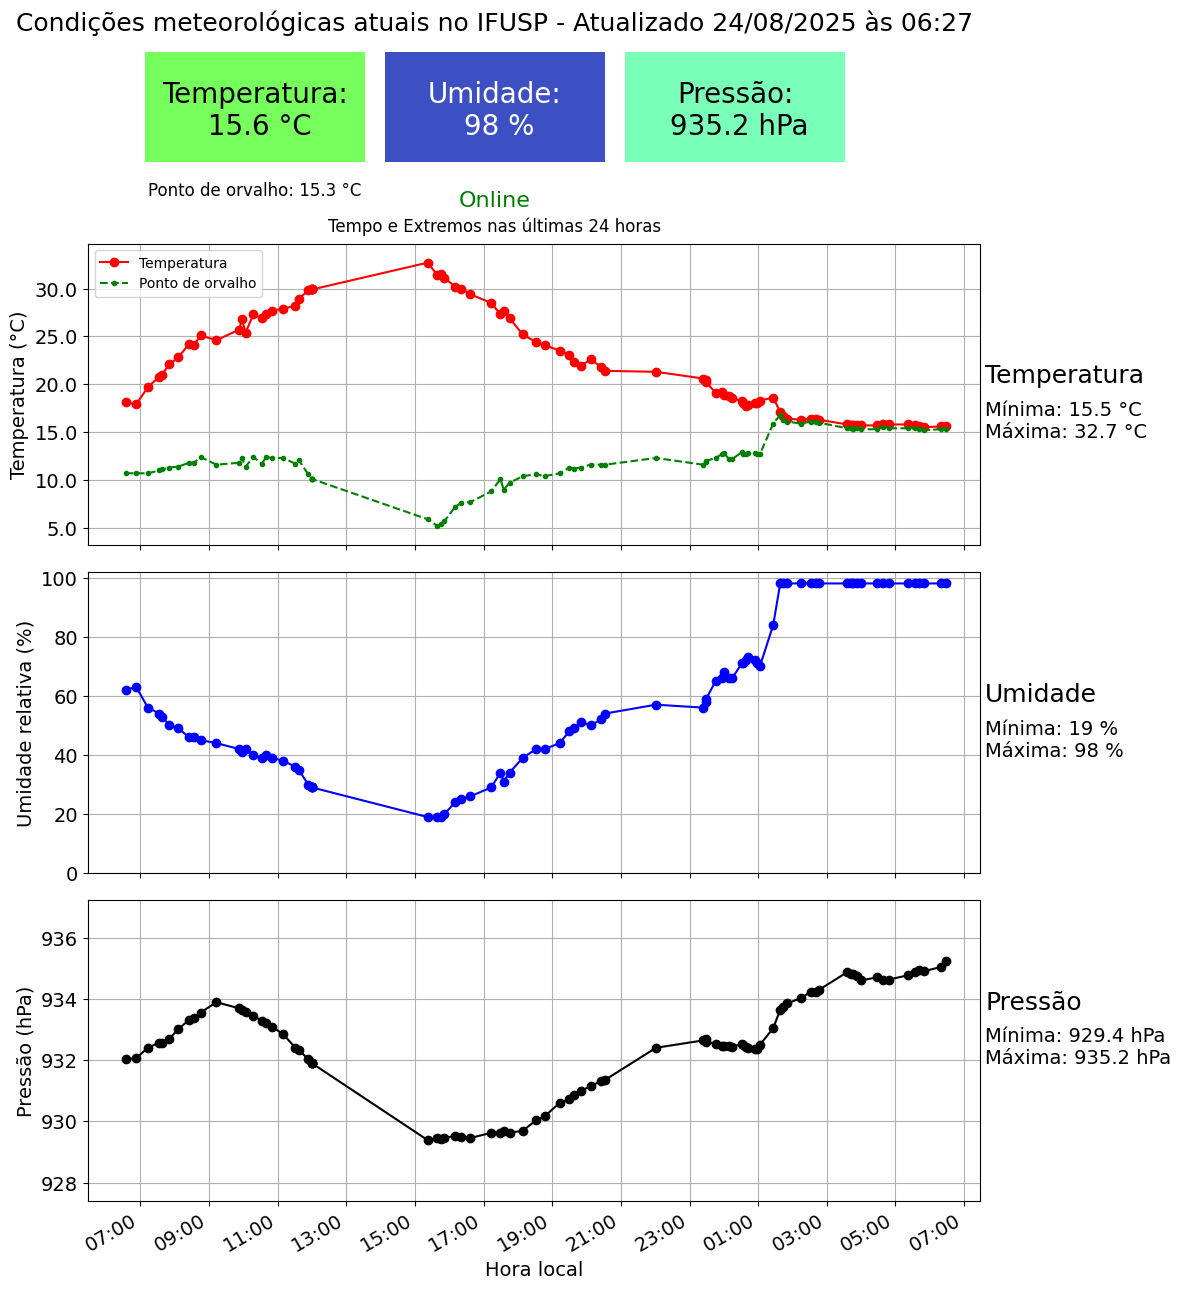 Condições meteorológicas atuais no IFUSP - Atualizado 24/08/2025 às 06:27
Temperatura:
15.6 °C
Umidade:
98 %
Pressão:
935.2 hPa
Ponto de orvalho: 15.3 °C
Online
Tempo e Extremos nas últimas 24 horas
Temperatura
Ponto de orvalho
Temperatura (°C)
30.0
25.0
20.0
15.0
10.0
5.0
Temperatura
Mínima: 15.5 °C
Máxima: 32.7 °C
Umidade relativa (%)
100
80
60
40
20
0
Umidade
Mínima: 19 %
Máxima: 98 %
Pressão (hPa)
936
934
932
930
928
Pressão
Mínima: 929.4 hPa
Máxima: 935.2 hPa
07:00
09:00
11:00
13:00
15:00
17:00
19:00
21:00
23:00
01:00
03:00
05:00
07:00
Hora local